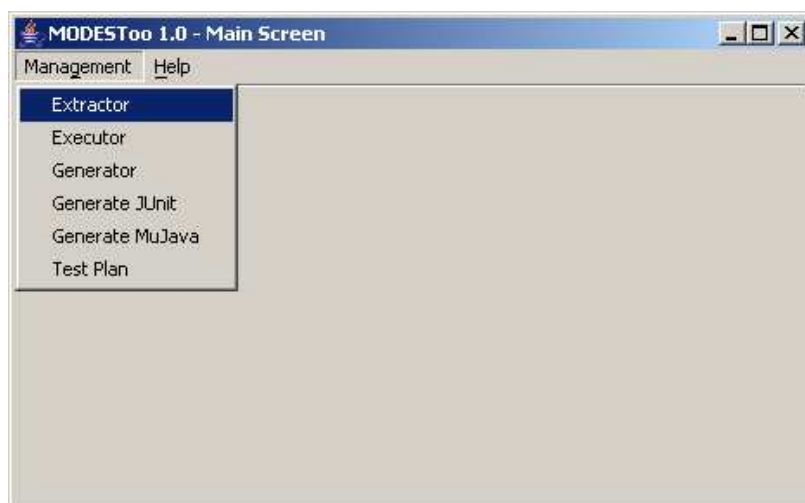 MODESToo 1.0 - Main Screen
Management Help
Extractor
Executor
Generator
Generate JUnit
Generate MuJava
Test Plan